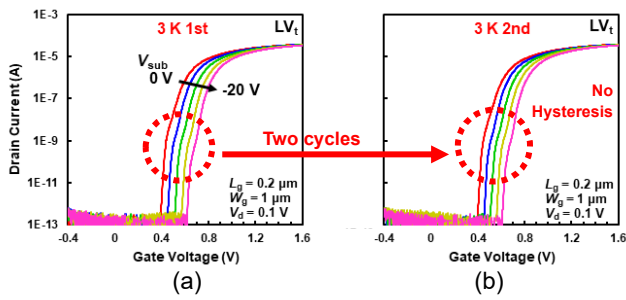 3 K 1st
LVt
Vsub
0 V
-20 V
Lg = 0.2 µm
Wg = 1 µm
Vd = 0.1 V
1E-3
1E-5
1E-7
1E-9
1E-11
1E-13
Drain Current (A)
-0.4 0 0.4 0.8 1.2 1.6
Gate Voltage (V)
(a)
Two cycles
3 K 2nd
LVt
No
Hysteresis
Lg = 0.2 µm
Wg = 1 µm
Vd = 0.1 V
-0.4 0 0.4 0.8 1.2 1.6
Gate Voltage (V)
(b)